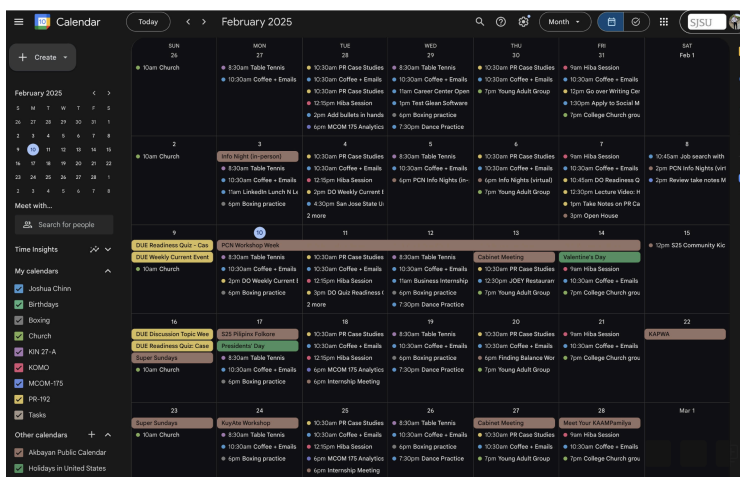 10 Calendar
Today
February 2025
Month
SJSU
+ Create
February 2025
S M T W T F S
26 27 28 29 30 31 1
2 3 4 5 6 7 8
9 10 11 12 13 14 15
16 17 18 19 20 21 22
23 24 25 26 27 28 1
2 3 4 5 6 7 8
Meet with...
Search for people
Time Insights
My calendars
Joshua Chinn
Birthdays
Boxing
Church
KIN 27-A
KOMO
MCOM-175
PR-192
Tasks
Other calendars
Akbayan Public Calendar
Holidays in United States
SUN MON TUE WED THU FRI SAT
26
10am Church
27
8:30am Table Tennis
10:30am Coffee + Emails
28
10:30am PR Case Studies
10:30am Coffee + Emails
10:30am PR Case Studies
12:15pm Hiba Session
2pm Add bullets in hands
6pm MCOM 175 Analytics
29
8:30am Table Tennis
10:30am Coffee + Emails
11am Career Center Open
1pm Test Glean Software
6pm Boxing practice
7:30pm Dance Practice
30
10:30am PR Case Studies
10:30am Coffee + Emails
7pm Young Adult Group
31
9am Hiba Session
10:30am Coffee + Emails
12pm Go over Writing Cer
1:30pm Apply to Social M
7pm College Church grou
Feb 1
2
10am Church
3
Info Night (in-person)
8:30am Table Tennis
10:30am Coffee + Emails
11am LinkedIn Lunch N Le
6pm Boxing practice
4
10:30am PR Case Studies
10:30am Coffee + Emails
12:15pm Hiba Session
2pm DO Weekly Current E
4:30pm San Jose State U
2 more
5
8:30am Table Tennis
10:30am Coffee + Emails
6pm PCN Info Nights (in-
6
10:30am PR Case Studies
10:30am Coffee + Emails
6pm Info Nights (virtual)
7pm Young Adult Group
7
9am Hiba Session
10:30am Coffee + Emails
10:45am DO Readiness Q
12:30pm Lecture Video: H
1pm Take Notes on PR Ca
3pm Open House
8
10:45am Job search with
2pm PCN Info Nights (virt
2pm Review take notes M
9
DUE Readiness Quiz - Cas
DUE Weekly Current Event
10am Church
10
PCN Workshop Week
8:30am Table Tennis
10:30am Coffee + Emails
2:30pm DO Weekly Current E
6pm Boxing practice
11
10:30am PR Case Studies
10:30am Coffee + Emails
12:15pm Hiba Session
3pm DO Quiz Readiness (
2 more
12
8:30am Table Tennis
10:30am Coffee + Emails
11am Business Internship
6pm Boxing practice
7:30pm Dance Practice
13
Cabinet Meeting
10:30am PR Case Studies
12:30pm JOEY Restauran
7pm Young Adult Group
14
Valentine's Day
9am Hiba Session
10:30am Coffee + Emails
7pm College Church grou
15
12pm S25 Community Kic
16
DUE Discussion Topic Wee
DUE Readiness Quiz: Case
Super Sundays
10am Church
17
S25 Pilipinx Folkore
Presidents' Day
8:30am Table Tennis
10:30am Coffee + Emails
6pm Boxing practice
18
10:30am PR Case Studies
10:30am Coffee + Emails
12:15pm Hiba Session
6pm MCOM 175 Analytics
6pm Internship Meeting
19
8:30am Table Tennis
10:30am Coffee + Emails
6pm Boxing practice
7:30pm Dance Practice
20
10:30am PR Case Studies
10:30am Coffee + Emails
6pm Finding Balance Wor
7pm Young Adult Group
21
9am Hiba Session
10:30am Coffee + Emails
7pm College Church grou
22
KAPWA
23
Super Sundays
10am Church
24
KuyAte Workshop
8:30am Table Tennis
10:30am Coffee + Emails
6pm Boxing practice
25
10:30am PR Case Studies
10:30am Coffee + Emails
12:15pm Hiba Session
6pm MCOM 175 Analytics
6pm Internship Meeting
26
8:30am Table Tennis
10:30am Coffee + Emails
6pm Boxing practice
7:30pm Dance Practice
27
Cabinet Meeting
10:30am PR Case Studies
10:30am Coffee + Emails
7pm Young Adult Group
28
Meet Your KAAMPamilya
9am Hiba Session
10:30am Coffee + Emails
7pm College Church grou
Mar 1